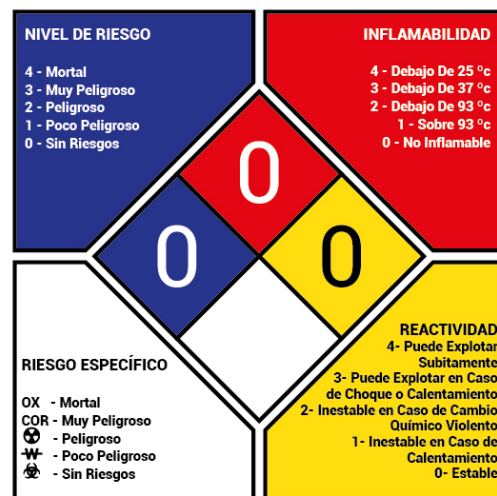 NIVEL DE RIESGO
4 - Mortal
3 - Muy Peligroso
2 - Peligroso
1 - Poco Peligroso
0 - Sin Riesgos
INFLAMABILIDAD
4 - Debajo De 25 ºc
3 - Debajo De 37 ºc
2 - Debajo De 93 ºc
1 - Sobre 93 ºc
0 - No Inflamable
0
0
0
RIESGO ESPECÍFICO
OX - Mortal
COR - Muy Peligroso
☢ - Peligroso
W - Poco Peligroso
☣ - Sin Riesgos
REACTIVIDAD
4- Puede Explotar
Subitamente
3- Puede Explotar en Caso
de Choque o Calentamiento
2- Inestable en Caso de Cambio
Químico Violento
1- Inestable en Caso de
Calentamiento
0- Estable